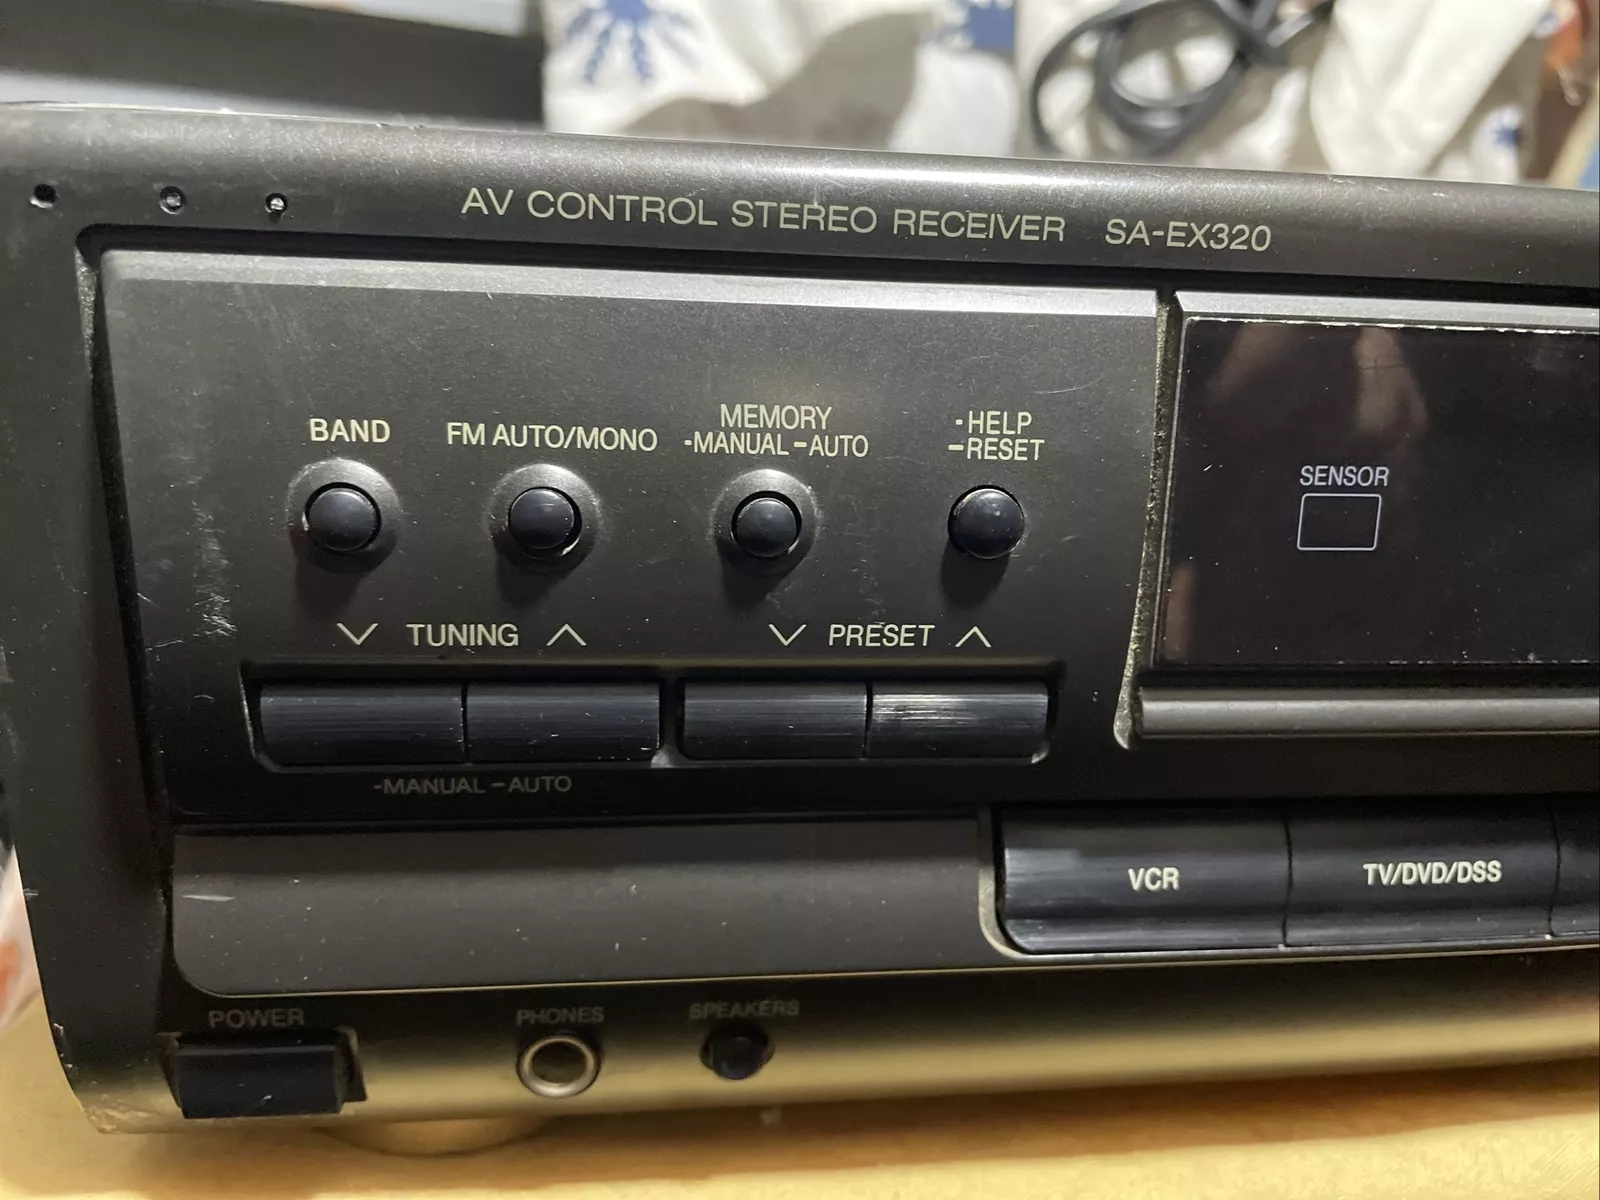 AV CONTROL STEREO RECEIVER SA-EX320
BAND
FM AUTO/MONO
MEMORY
-MANUAL –AUTO
-HELP
–RESET
SENSOR
∨ TUNING ∧
∨ PRESET ∧
-MANUAL –AUTO
VCR
TV/DVD/DSS
POWER
PHONES
SPEAKERS